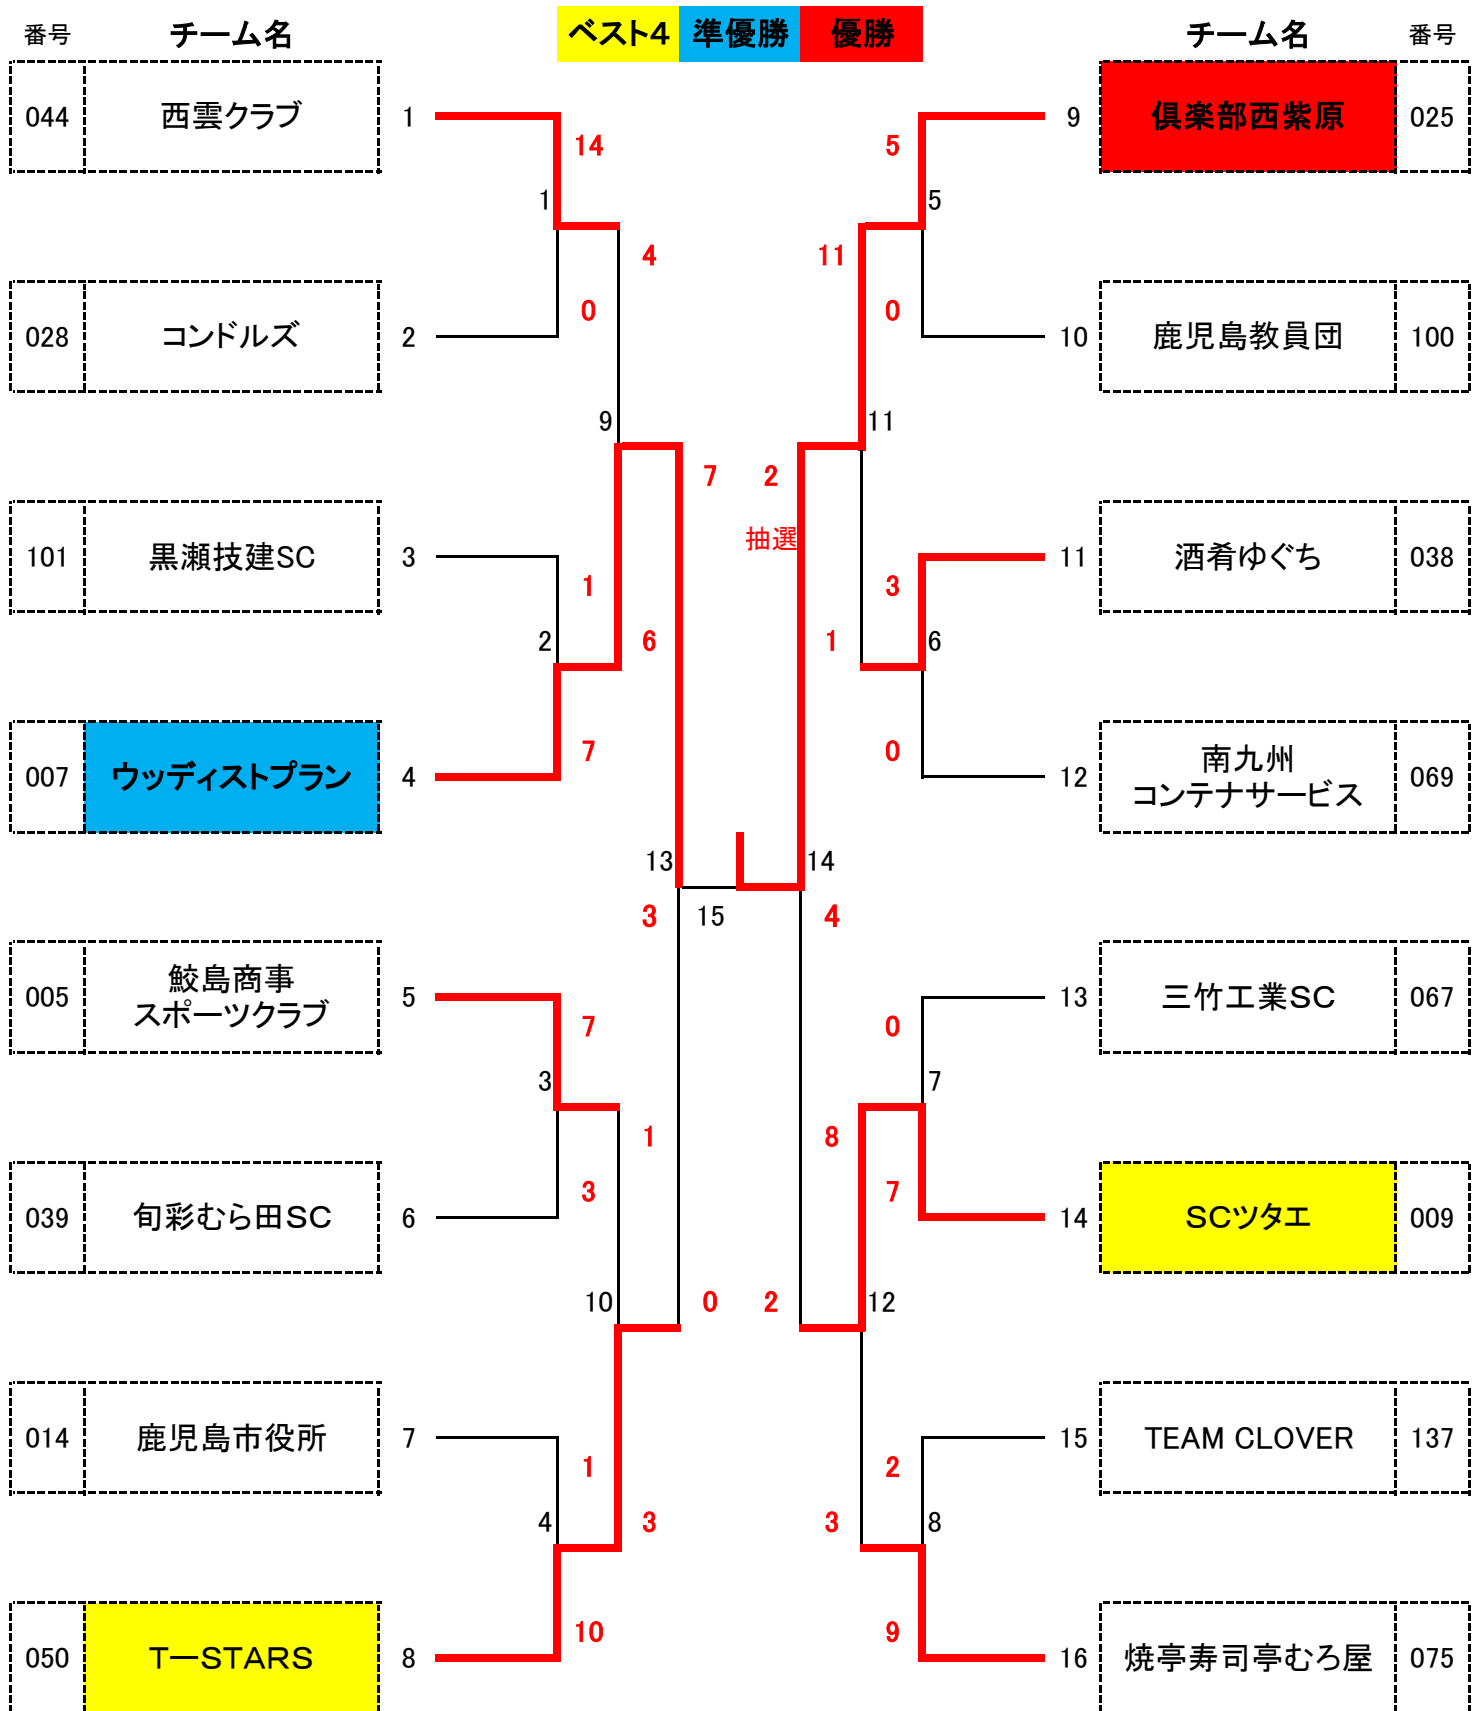 番号 チーム名 ベスト4 準優勝 優勝 チーム名 番号
044 西雲クラブ 1 9 倶楽部西紫原 025
14 5
1 5
4 11
0 0
028 コンドルズ 2 10 鹿児島教員団 100
9 11
7 2
抽選
101 黒瀬技建SC 3 11 酒肴ゆぐち 038
1 3
2 6 1 6
7 0
007 ウッディストプラン 4 12 南九州
コンテナサービス 069
13 14
3 15 4
005 鮫島商事
スポーツクラブ 5 13 三竹工業SC 067
7 0
3 7
1 8
3 7
039 旬彩むら田SC 6 14 SCツタエ 009
10 0 2 12
014 鹿児島市役所 7 15 TEAM CLOVER 137
1 2
4 3 3 8
10 9
050 T－STARS 8 16 焼亭寿司亭むろ屋 075